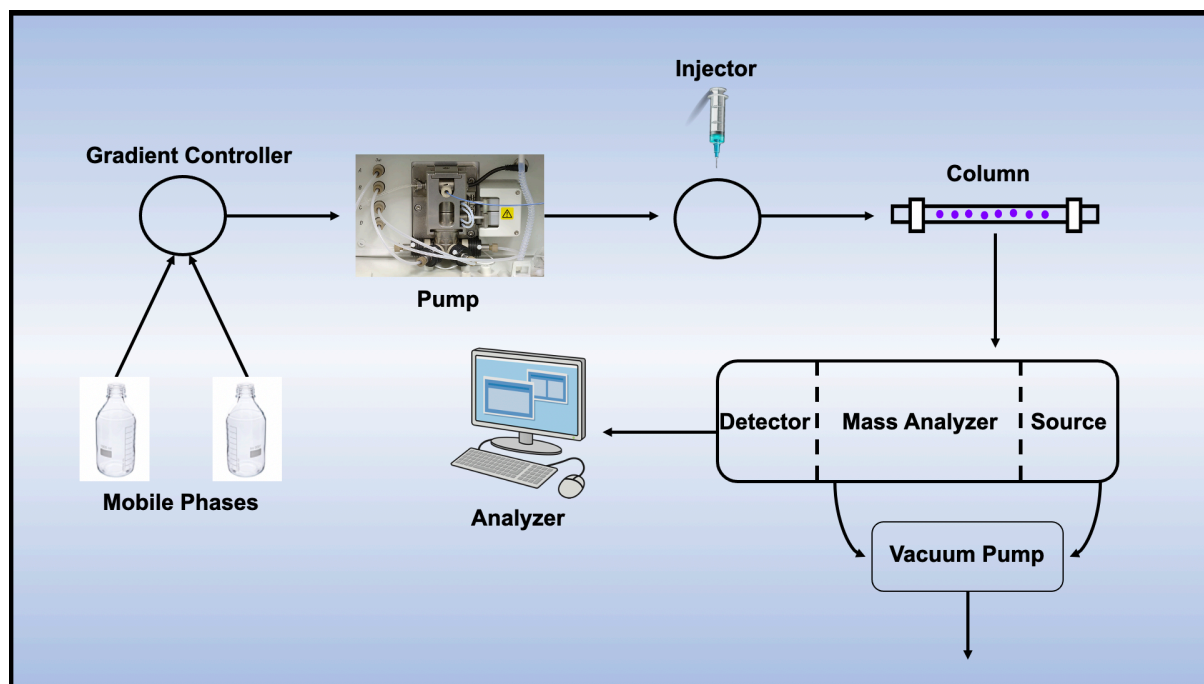 Injector
Gradient Controller
Column
Pump
Detector
Mass Analyzer
Source
Mobile Phases
Analyzer
Vacuum Pump